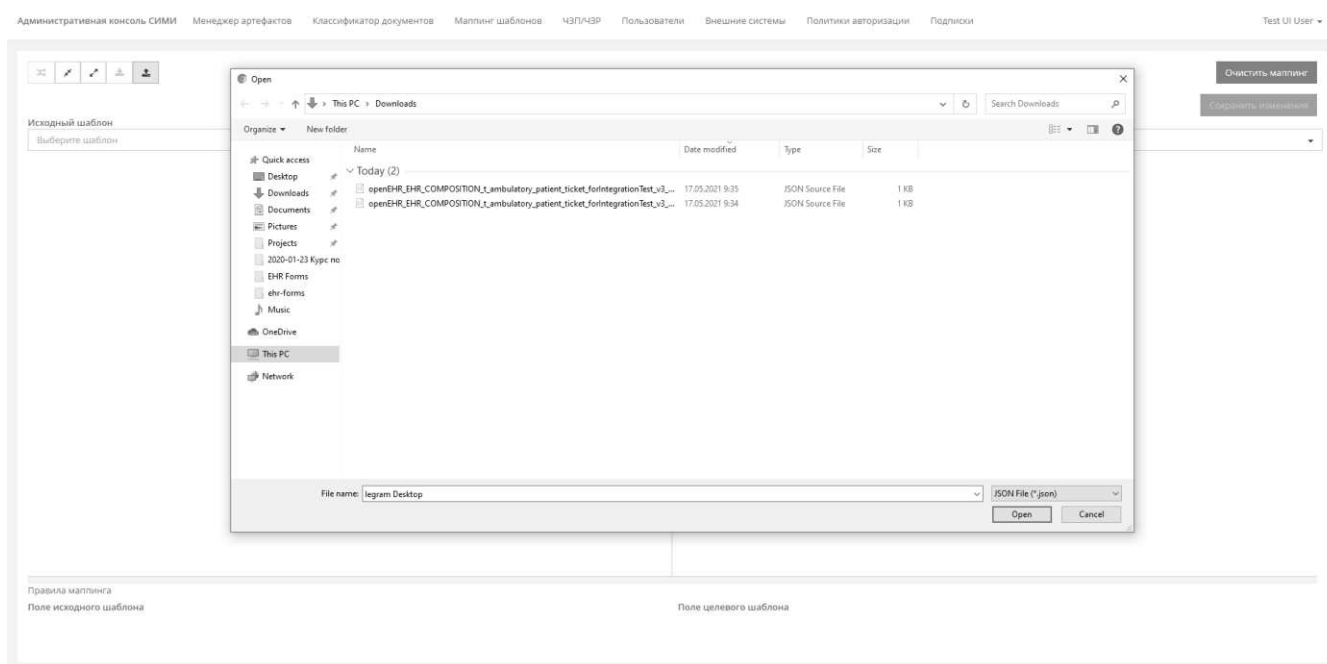 Административная консоль СИМИ Менеджер артефактов Классификатор документов Маппинг шаблонов ЧЗП/ЧЗР Пользователи Внешние системы Политики авторизации Подписки Test UI User
Очистить маппинг
Сохранить изменения
Исходный шаблон
Выберите шаблон
Open
This PC › Downloads
Search Downloads
Organize New folder
Name Date modified Type Size
Quick access
Desktop
Downloads
Documents
Pictures
Projects
2020-01-23 Курс по
EHR Forms
ehr-forms
Music
OneDrive
This PC
Network
Today (2)
openEHR_EHR_COMPOSITION_t_ambulatory_patient_ticket_forIntegrationTest_v3_... 17.05.2021 9:35 JSON Source File 1 KB
openEHR_EHR_COMPOSITION_t_ambulatory_patient_ticket_forIntegrationTest_v3_... 17.05.2021 9:34 JSON Source File 1 KB
File name: legram Desktop JSON File (*.json)
Open Cancel
Правила маппинга
Поле исходного шаблона Поле целевого шаблона